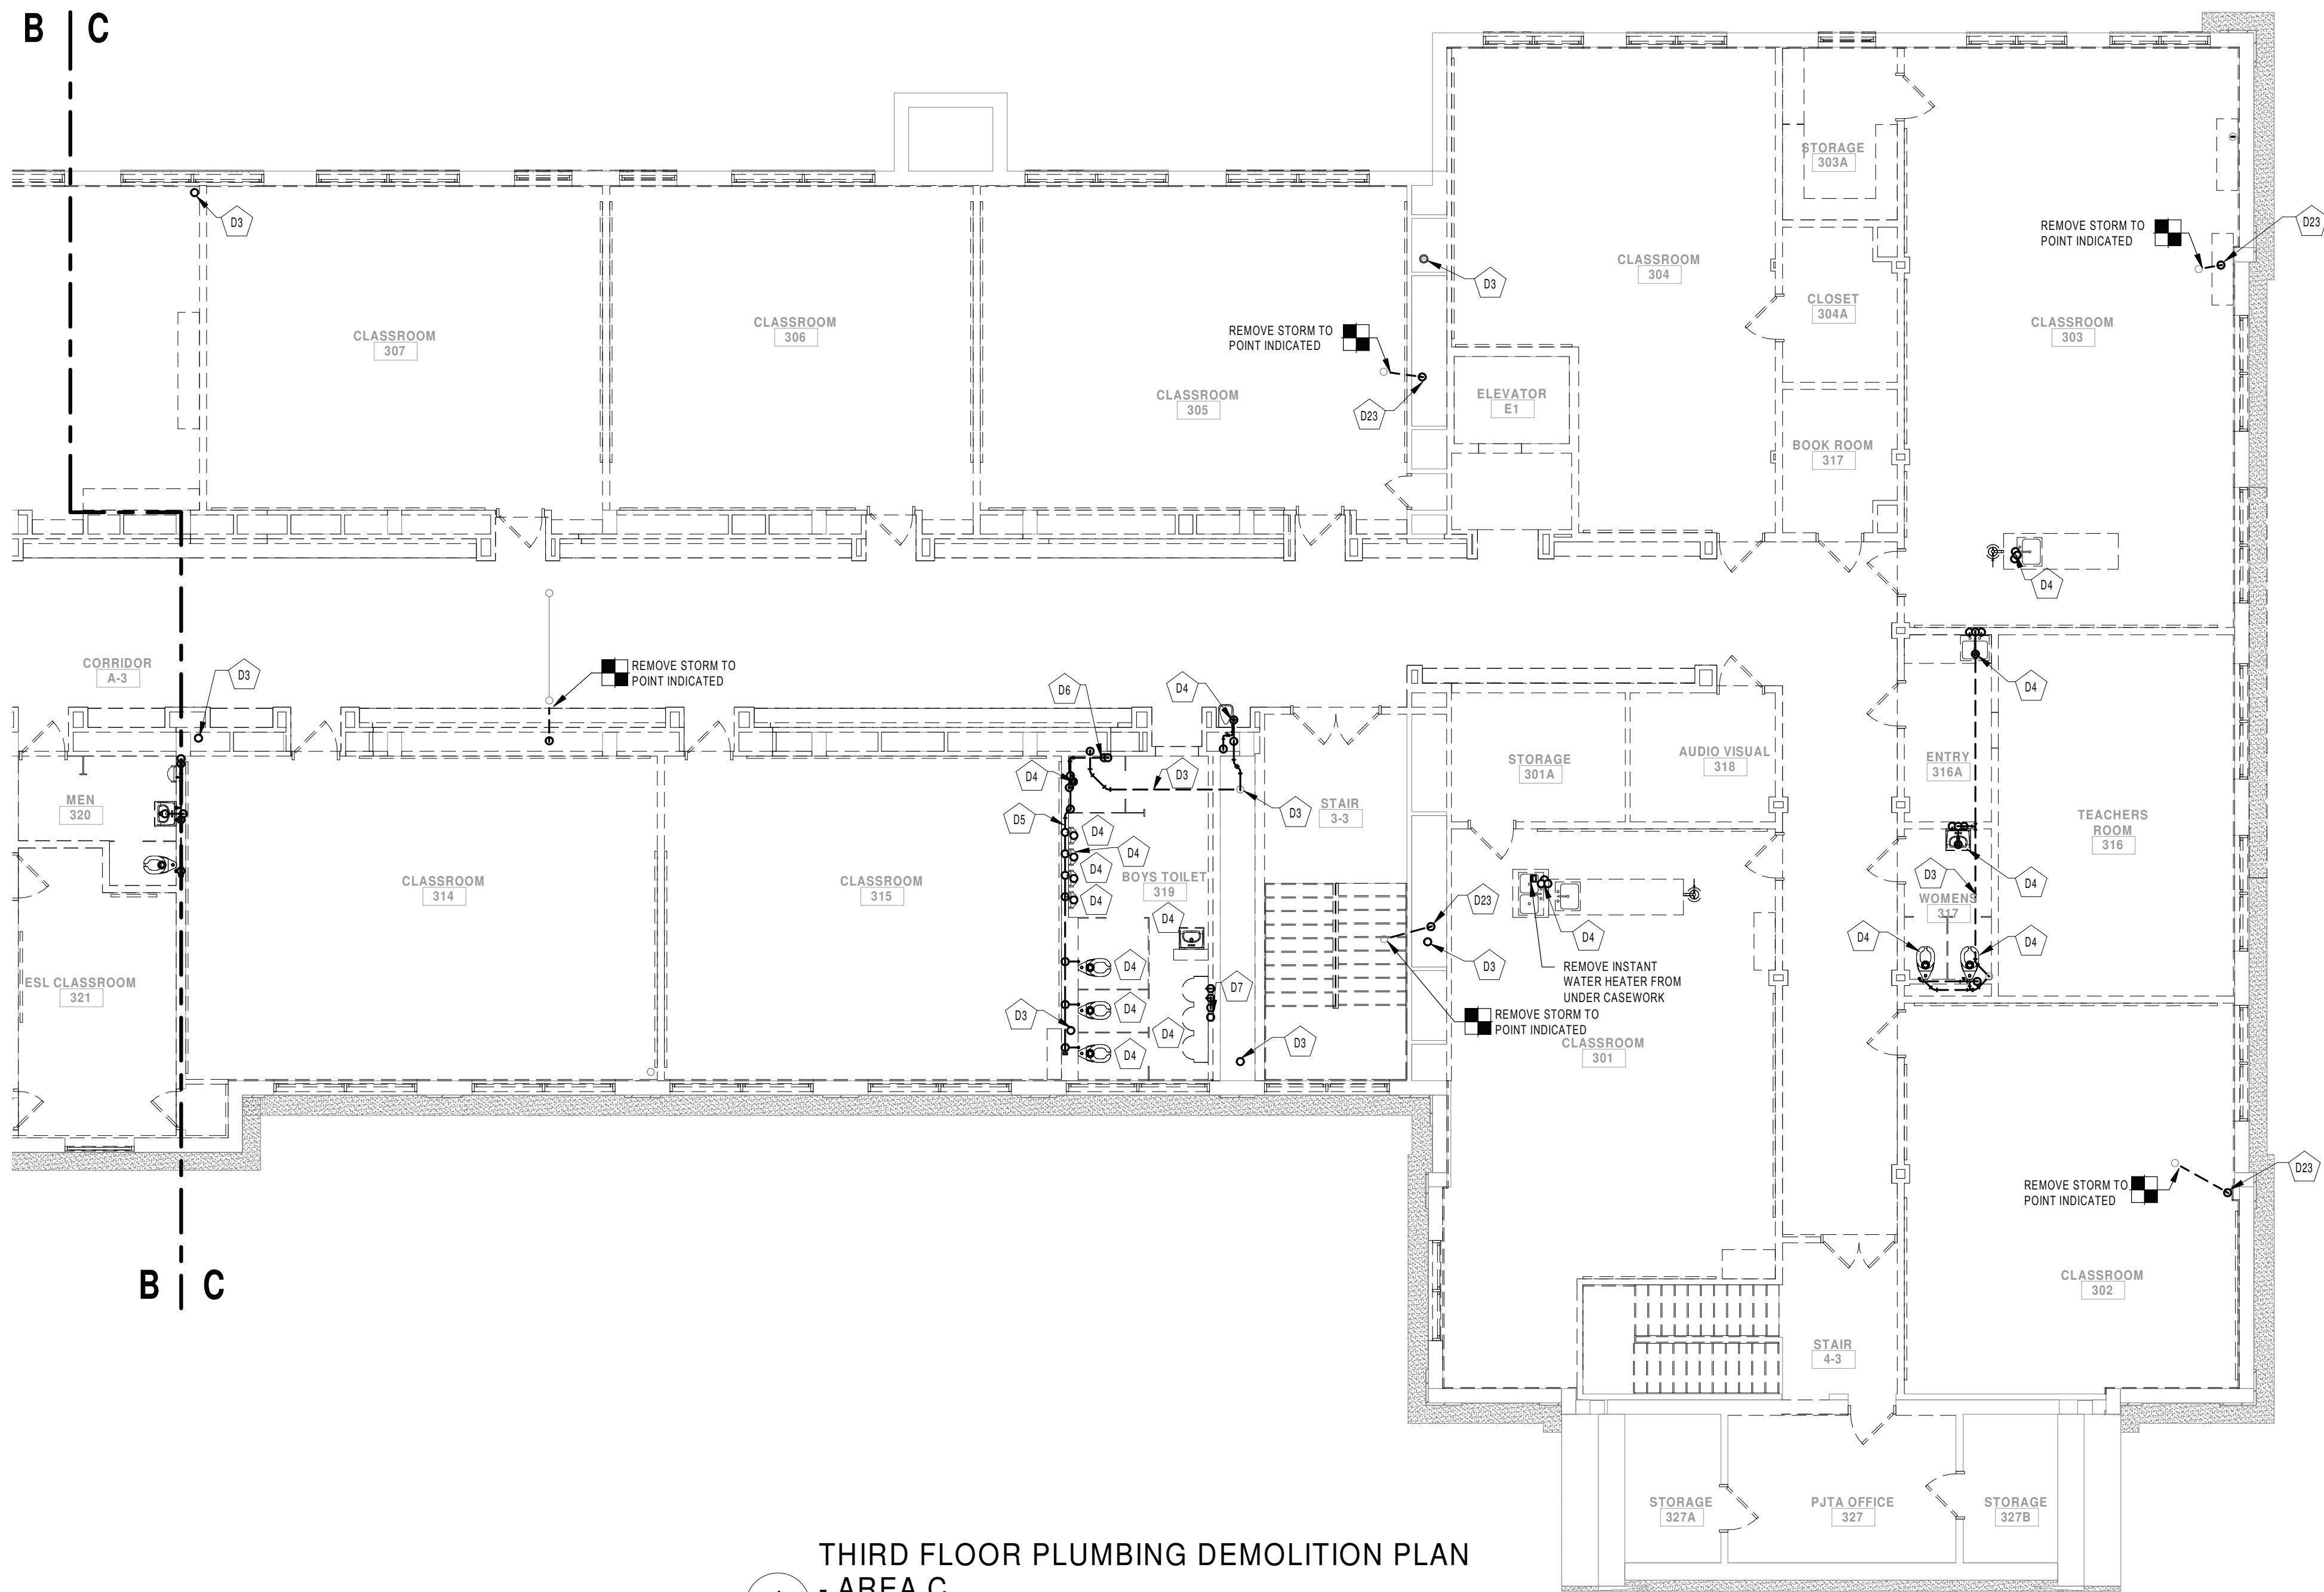 B
C
STORAGE
303A
D3
REMOVE STORM TO
POINT INDICATED
D23
D3
CLASSROOM
304
CLOSET
304A
CLASSROOM
303
CLASSROOM
307
CLASSROOM
306
REMOVE STORM TO
POINT INDICATED
CLASSROOM
305
D23
ELEVATOR
E1
BOOK ROOM
317
D4
CORRIDOR
A-3
D3
REMOVE STORM TO
POINT INDICATED
D6
D4
D4
STORAGE
301A
AUDIO VISUAL
318
ENTRY
316A
D4
D3
MEN
320
D5
D4
D3
STAIR
3-3
TEACHERS
ROOM
316
D4
D4
BOYS TOILET
319
D4
CLASSROOM
314
CLASSROOM
315
D3
D4
WOMENS
317
D4
D23
D4
D4
D4
D3
D4
REMOVE INSTANT
WATER HEATER FROM
UNDER CASEWORK
ESL CLASSROOM
321
D7
D3
D4
D4
D4
D3
REMOVE STORM TO
POINT INDICATED
CLASSROOM
301
D23
REMOVE STORM TO
POINT INDICATED
B
C
CLASSROOM
302
STAIR
4-3
STORAGE
327A
PJTA OFFICE
327
STORAGE
327B
THIRD FLOOR PLUMBING DEMOLITION PLAN
- AREA C